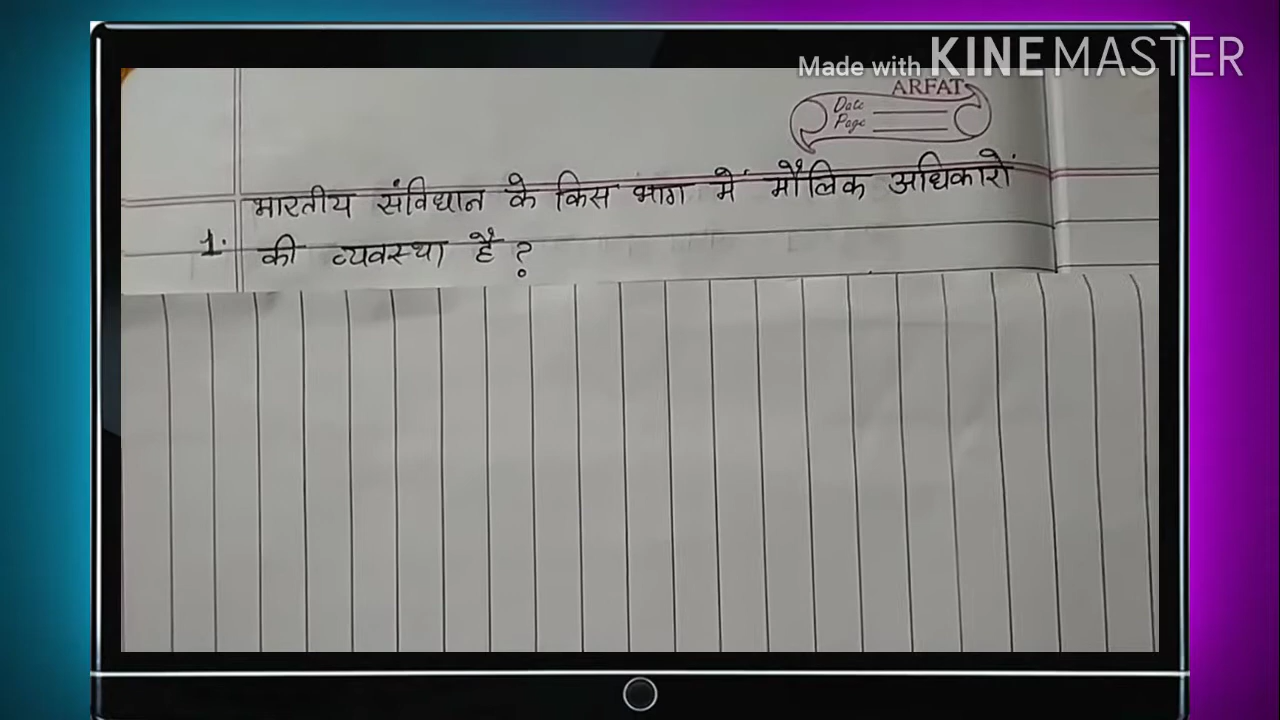 Made with KINEMASTER
ARFAT
Date
Page
भारतीय संविधान के किस भाग में मौलिक अधिकारों
1. की व्यवस्था है ?